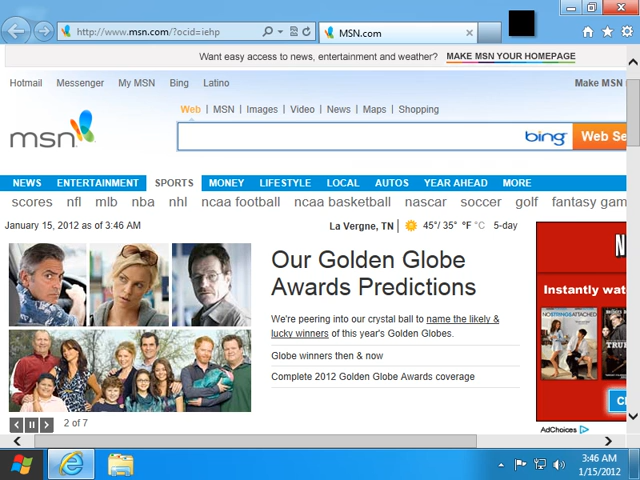 http://www.msn.com/?ocid=iehp
MSN.com
Want easy access to news, entertainment and weather? MAKE MSN YOUR HOMEPAGE
Hotmail Messenger My MSN Bing Latino Make MSN
Web | MSN | Images | Video | News | Maps | Shopping
msn
bing Web Se
NEWS ENTERTAINMENT SPORTS MONEY LIFESTYLE LOCAL AUTOS YEAR AHEAD MORE
scores nfl mlb nba nhl ncaa football ncaa basketball nascar soccer golf fantasy gam
January 15, 2012 as of 3:46 AM
La Vergne, TN | 45°/ 35° °F °C 5-day
Our Golden Globe
Awards Predictions
We're peering into our crystal ball to name the likely &
lucky winners of this year's Golden Globes.
Globe winners then & now
Complete 2012 Golden Globe Awards coverage
2 of 7
N
Instantly wat
NO STRINGS ATTACHED
TRU
Cl
AdChoices
3:46 AM
1/15/2012